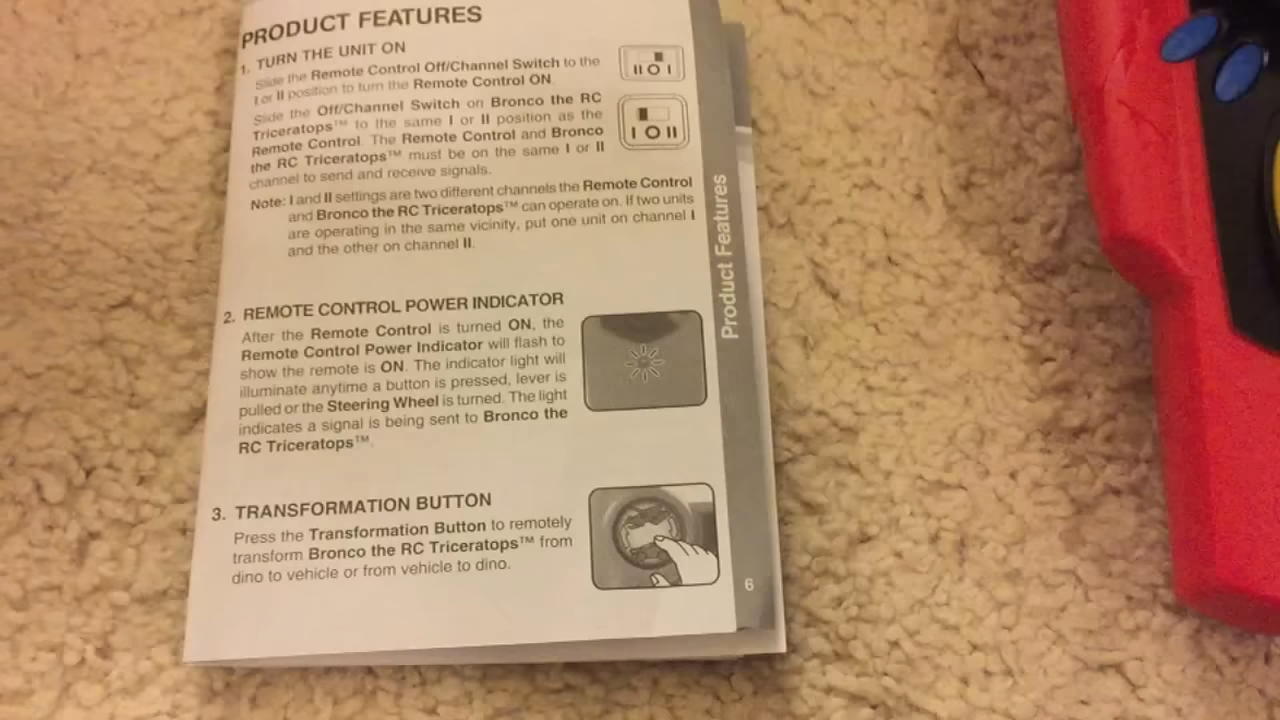 PRODUCT FEATURES
1. TURN THE UNIT ON
Slide the Remote Control Off/Channel Switch to the
I or II position to turn the Remote Control ON.
II O I
Slide the Off/Channel Switch on Bronco the RC
Triceratops™ to the same I or II position as the
Remote Control. The Remote Control and Bronco
the RC Triceratops™ must be on the same I or II
channel to send and receive signals.
I O II
Note: I and II settings are two different channels the Remote Control
and Bronco the RC Triceratops™ can operate on. If two units
are operating in the same vicinity, put one unit on channel I
and the other on channel II.
2. REMOTE CONTROL POWER INDICATOR
After the Remote Control is turned ON, the
Remote Control Power Indicator will flash to
show the remote is ON. The indicator light will
illuminate anytime a button is pressed, lever is
pulled or the Steering Wheel is turned. The light
indicates a signal is being sent to Bronco the
RC Triceratops™.
3. TRANSFORMATION BUTTON
Press the Transformation Button to remotely
transform Bronco the RC Triceratops™ from
dino to vehicle or from vehicle to dino.
Product Features
6